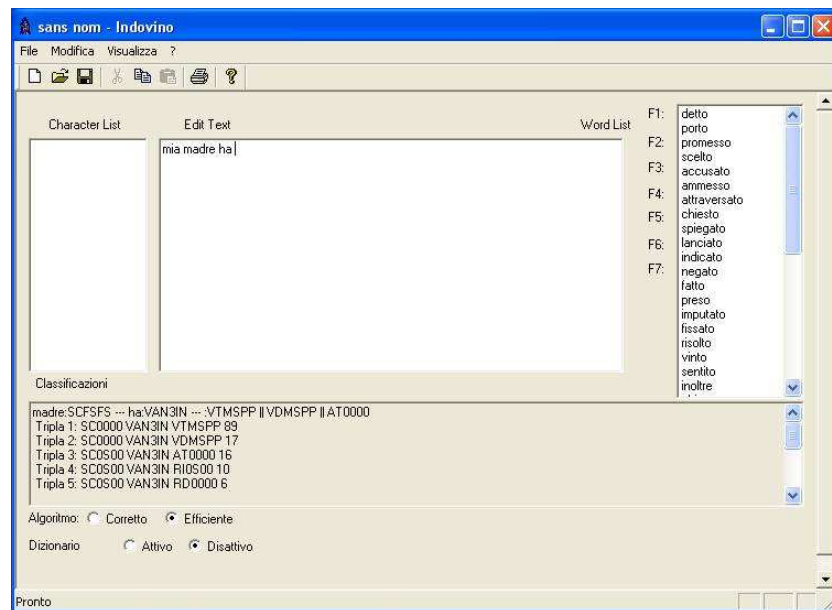 sans nom - Indovino
File Modifica Visualizza ?
Character List Edit Text Word List
mia madre ha
F1:
F2:
F3:
F4:
F5:
F6:
F7:
detto
porto
promesso
scelto
accusato
ammesso
attraversato
chiesto
spiegato
lanciato
indicato
negato
fatto
preso
imputato
fissato
risolto
vinto
sentito
inoltre
Classificazioni
madre:SCFSFS --- ha:VAN3IN --- :VTMSPP || VDMSPP || AT0000
Tripla 1: SC0000 VAN3IN VTMSPP 89
Tripla 2: SC0000 VAN3IN VDMSPP 17
Tripla 3: SC0S00 VAN3IN AT0000 16
Tripla 4: SC0S00 VAN3IN RI0S00 10
Tripla 5: SC0S00 VAN3IN RD0000 6
Algoritmo: Corretto Efficiente
Dizionario Attivo Disattivo
Pronto